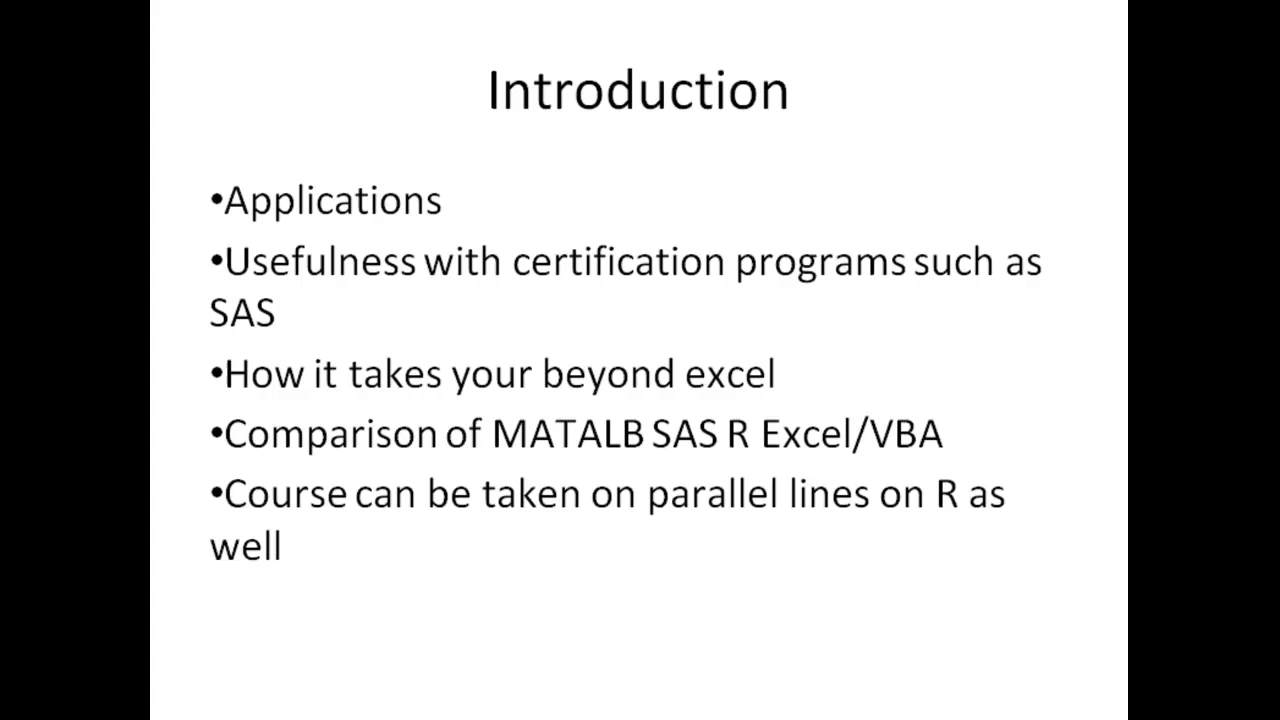 Introduction
•Applications
•Usefulness with certification programs such as
SAS
•How it takes your beyond excel
•Comparison of MATALB SAS R Excel/VBA
•Course can be taken on parallel lines on R as
well